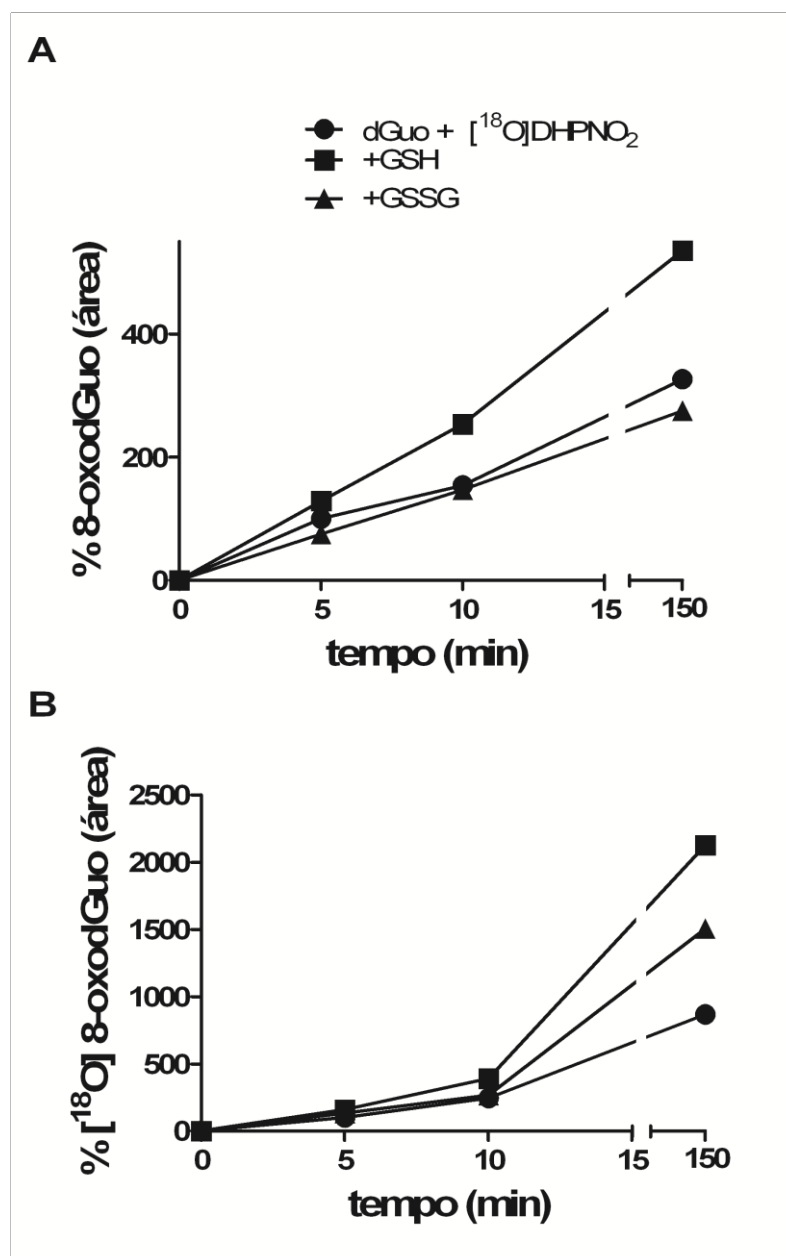 A
dGuo + [¹⁸O]DHPNO₂
+GSH
+GSSG
% 8-oxodGuo (área)
400
200
0
0 5 10 15 150
tempo (min)
B
% [¹⁸O] 8-oxodGuo (área)
2500
2000
1500
1000
500
0
0 5 10 15 150
tempo (min)